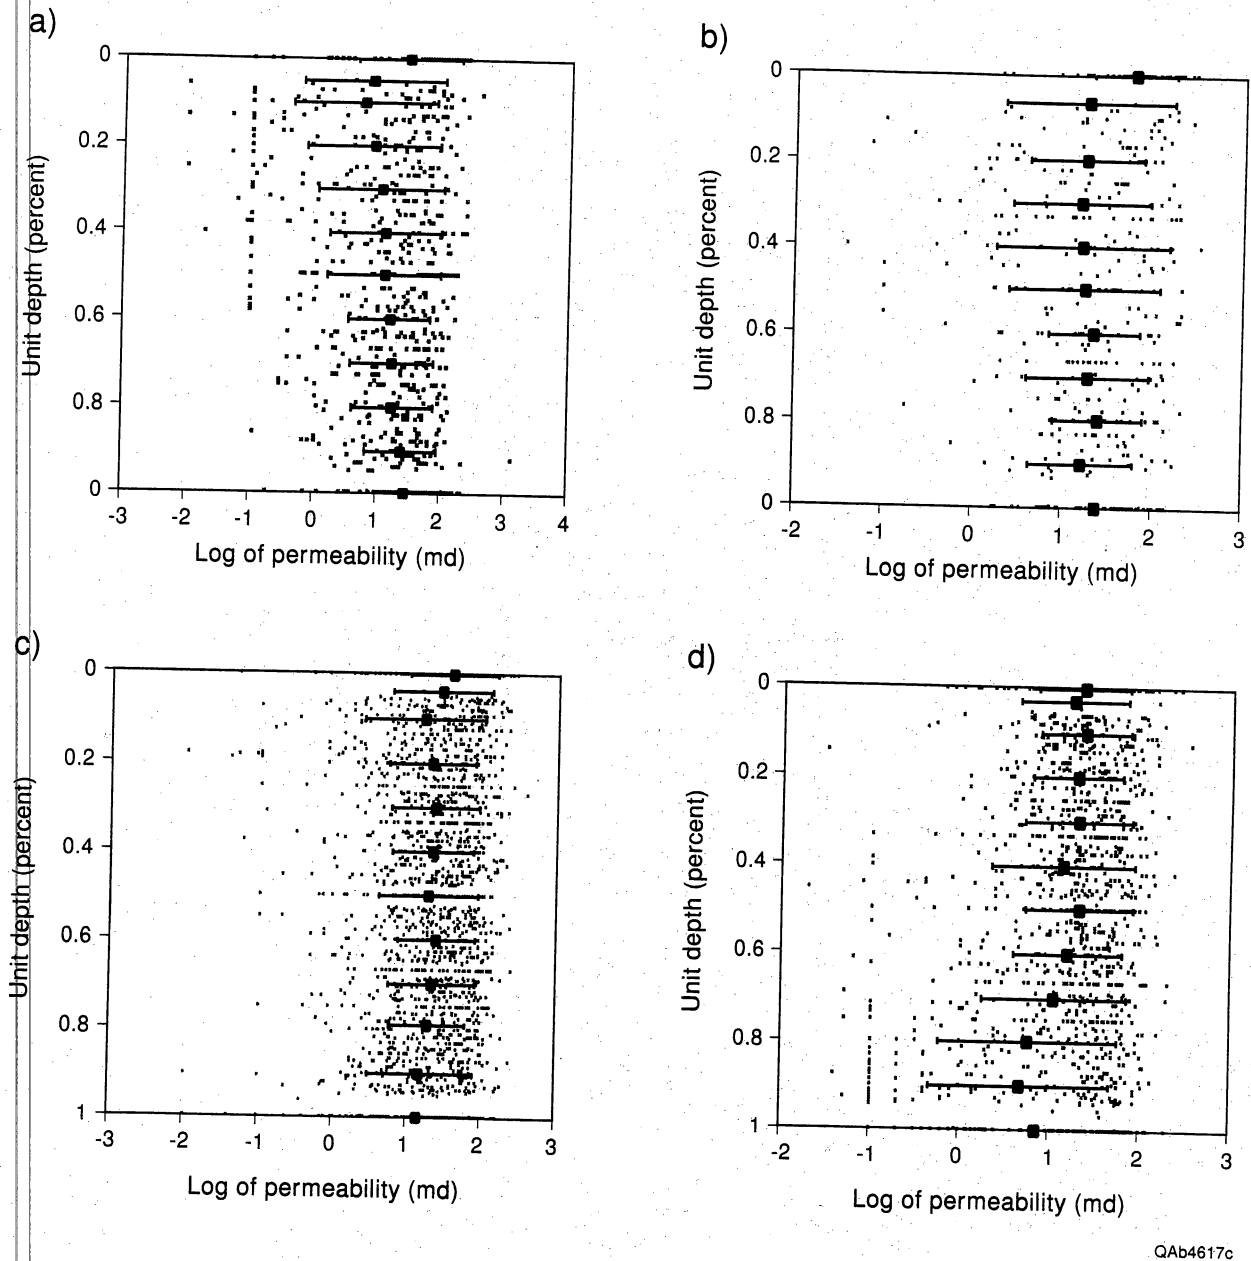 a)
0
0.2
0.4
0.6
0.8
0
Unit depth (percent)
-3 -2 -1 0 1 2 3 4
Log of permeability (md)
b)
0
0.2
0.4
0.6
0.8
0
Unit depth (percent)
-2 -1 0 1 2 3
Log of permeability (md)
c)
0
0.2
0.4
0.6
0.8
1
Unit depth (percent)
-3 -2 -1 0 1 2 3
Log of permeability (md)
d)
0
0.2
0.4
0.6
0.8
1
Unit depth (percent)
-2 -1 0 1 2 3
Log of permeability (md)
QAb4617c